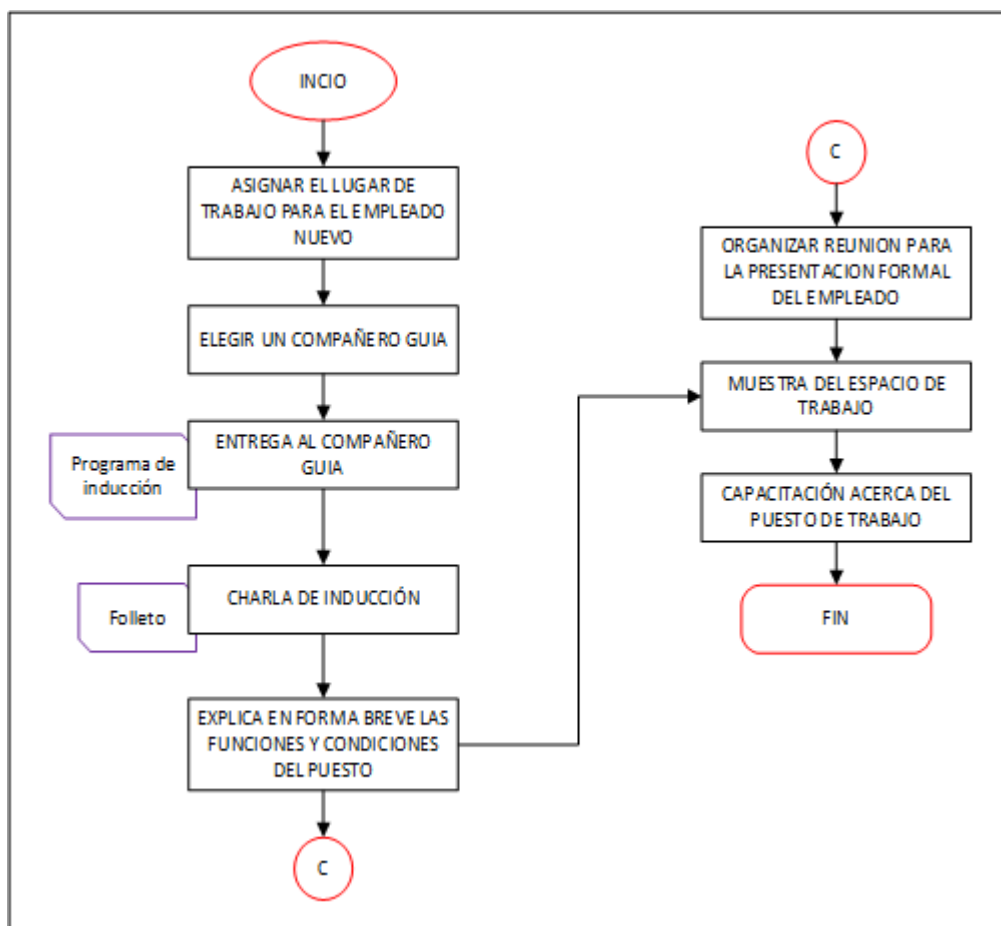 INCIO
ASIGNAR EL LUGAR DE
TRABAJO PARA EL EMPLEADO
NUEVO
ELEGIR UN COMPAÑERO GUIA
ENTREGA AL COMPAÑERO
GUIA
Programa de
inducción
CHARLA DE INDUCCIÓN
Folleto
EXPLICA EN FORMA BREVE LAS
FUNCIONES Y CONDICIONES
DEL PUESTO
C
C
ORGANIZAR REUNION PARA
LA PRESENTACION FORMAL
DEL EMPLEADO
MUESTRA DEL ESPACIO DE
TRABAJO
CAPACITACIÓN ACERCA DEL
PUESTO DE TRABAJO
FIN